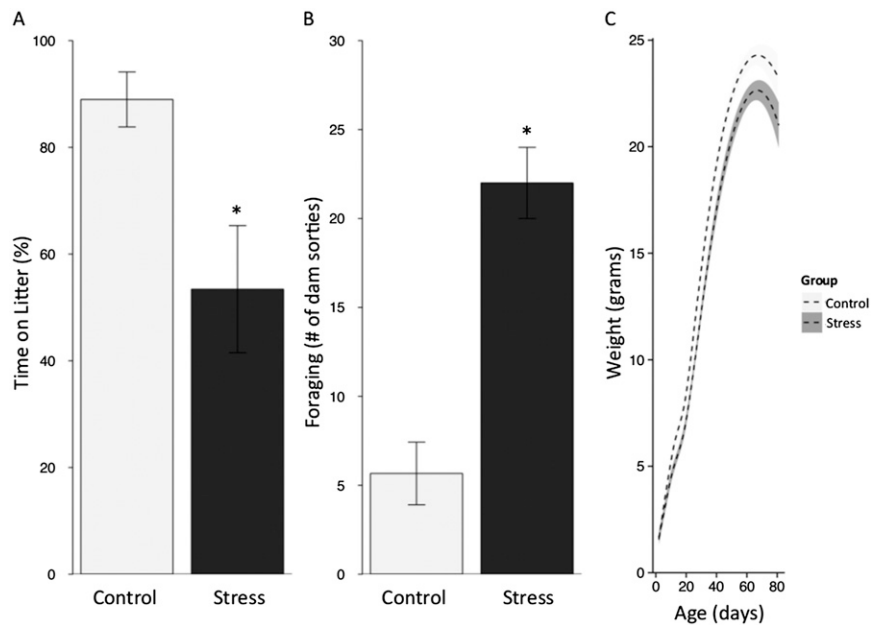 A
100
80
60
40
20
0
Time on Litter (%)
*
Control
Stress
B
30
25
20
15
10
5
0
Foraging (# of dam sorties)
*
Control
Stress
C
25
20
15
10
5
0
Weight (grams)
0 20 40 60 80
Age (days)
Group
Control
Stress